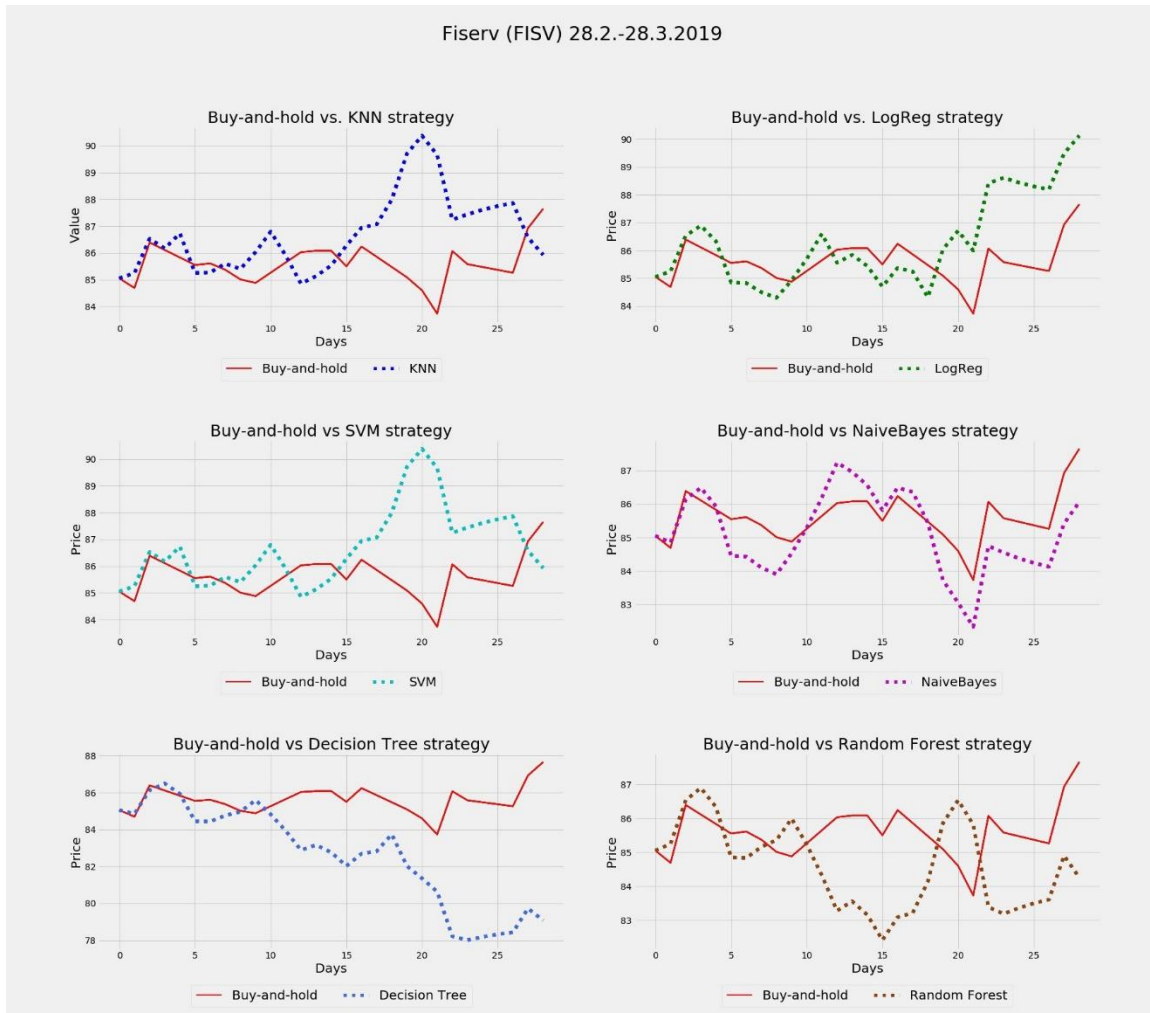 Fiserv (FISV) 28.2.-28.3.2019
Buy-and-hold vs. KNN strategy
Value
90
89
88
87
86
85
84
0 5 10 15 20 25
Days
Buy-and-hold KNN
Buy-and-hold vs. LogReg strategy
Price
90
89
88
87
86
85
84
0 5 10 15 20 25
Days
Buy-and-hold LogReg
Buy-and-hold vs SVM strategy
Price
90
89
88
87
86
85
84
0 5 10 15 20 25
Days
Buy-and-hold SVM
Buy-and-hold vs NaiveBayes strategy
Price
87
86
85
84
83
0 5 10 15 20 25
Days
Buy-and-hold NaiveBayes
Buy-and-hold vs Decision Tree strategy
Price
88
86
84
82
80
78
0 5 10 15 20 25
Days
Buy-and-hold Decision Tree
Buy-and-hold vs Random Forest strategy
Price
87
86
85
84
83
0 5 10 15 20 25
Days
Buy-and-hold Random Forest